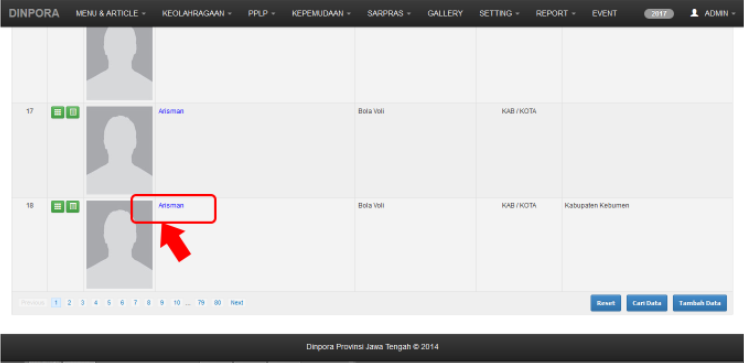 DINPORA MENU & ARTICLE KEOLAHRAGAAN PPLP KEPEMUDAAN SARPRAS GALLERY SETTING REPORT EVENT 2017 ADMIN
17 Arisman Bola Voli KAB / KOTA
18 Arisman Bola Voli KAB / KOTA Kabupaten Kebumen
Previous 1 2 3 4 5 6 7 8 9 10 ... 79 80 Next Reset Cari Data Tambah Data
Dinpora Provinsi Jawa Tengah © 2014